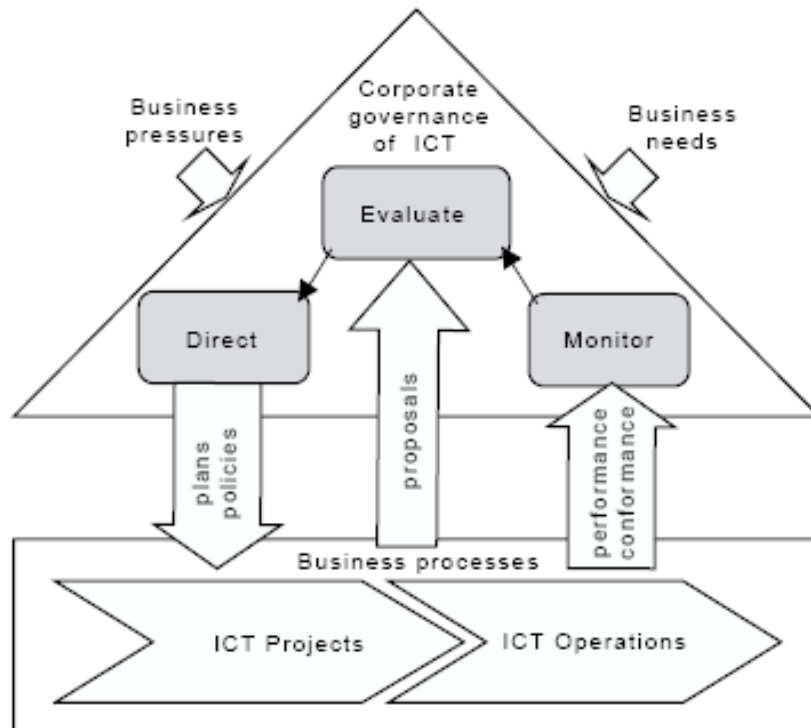 Corporate
governance
of ICT
Business
pressures
Business
needs
Evaluate
Direct
Monitor
plans
policies
proposals
performance
conformance
Business processes
ICT Projects
ICT Operations